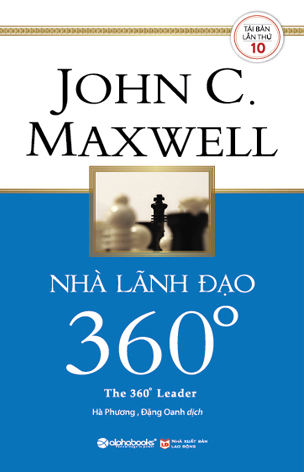 TÁI BẢN
LẦN THỨ
10
JOHN C.
MAXWELL
NHÀ LÃNH ĐẠO
360°
The 360° Leader
Hà Phương, Đặng Oanh dịch
alphabooks
NHÀ XUẤT BẢN
LAO ĐỘNG